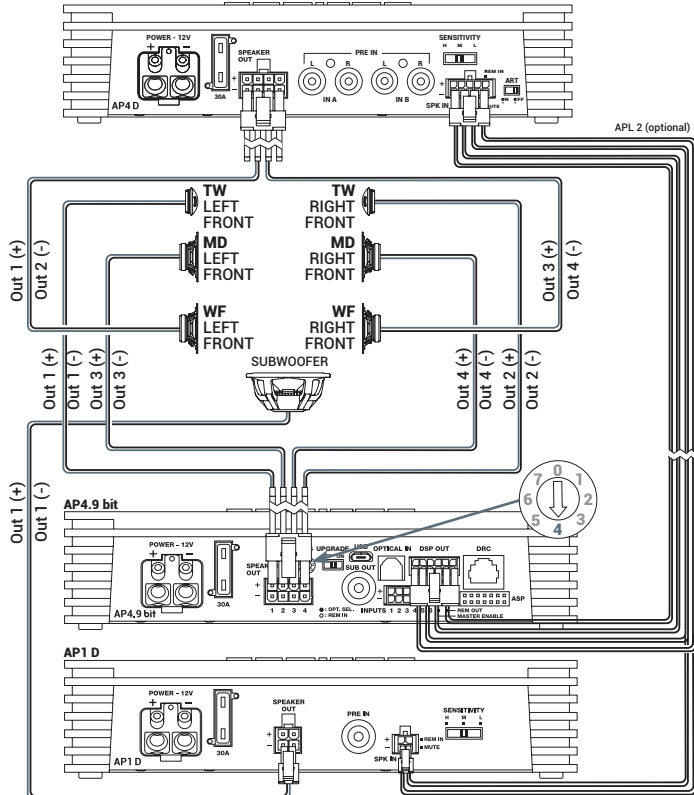 POWER - 12V
+ −
30A
AP4 D
SPEAKER
OUT
+
−
PRE IN
L R L R
IN A IN B
SENSITIVITY
H M L
REM IN
+
SPK IN
ART
ON OFF
APL 2 (optional)
TW
LEFT
FRONT
TW
RIGHT
FRONT
MD
LEFT
FRONT
MD
RIGHT
FRONT
WF
LEFT
FRONT
WF
RIGHT
FRONT
SUBWOOFER
Out 1 (+)
Out 2 (-)
Out 3 (+)
Out 4 (-)
Out 1 (+)
Out 1 (-)
Out 3 (+)
Out 3 (-)
Out 4 (+)
Out 4 (-)
Out 2 (+)
Out 2 (-)
Out 1 (+)
Out 1 (-)
0 1 2 3 4 5 6 7
AP4.9 bit
POWER - 12V
+ −
30A
AP4.9 bit
+
−
1 2 3 4
UPGRADE
ON
USB
SUB OUT
OPTICAL IN
DSP OUT
DRC
ASP
: OPT. SEL.
: REM IN
INPUTS 1 2 3 4
REM OUT
MASTER ENABLE
AP1 D
POWER - 12V
+ −
30A
AP1 D
SPEAKER
OUT
+
−
PRE IN
+
−
REM IN
MUTE
SPK IN
SENSITIVITY
H M L